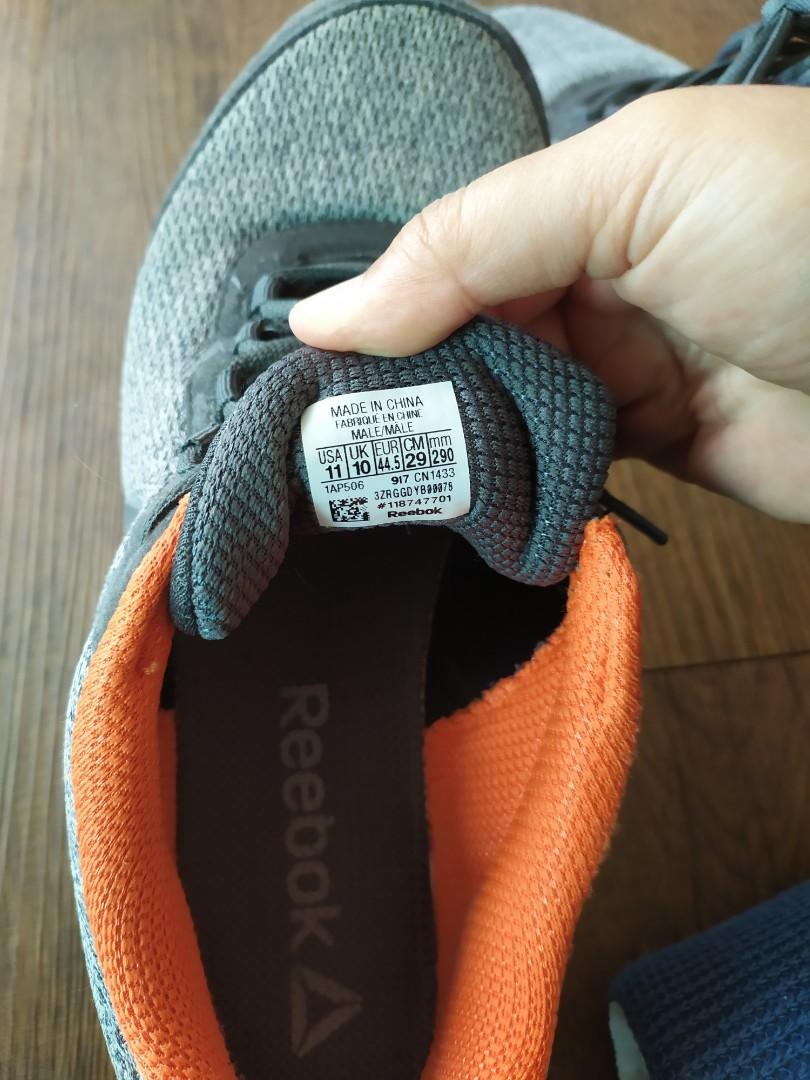 MADE IN CHINA
FABRIQUÉ EN CHINE
MALE/MÂLE
USA UK EUR CM mm
11 10 44.5 29 290
1AP506 917 CN1433
#118747701
Reebok
Reebok